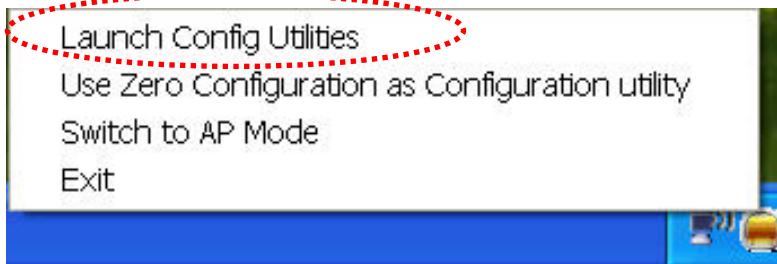 Launch Config Utilities
Use Zero Configuration as Configuration utility
Switch to AP Mode
Exit